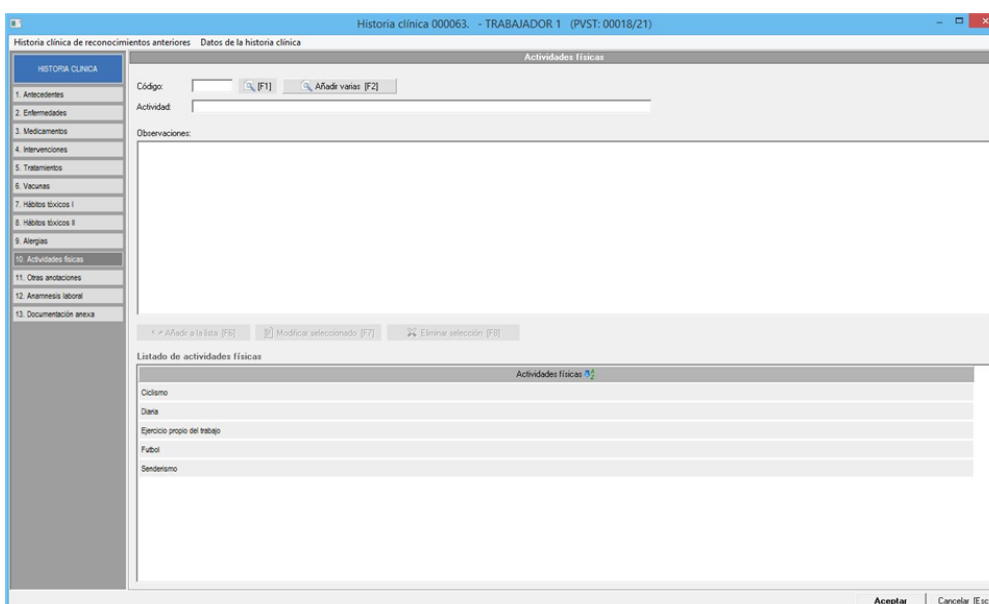 Historia clínica 000063. - TRABAJADOR 1 (PVST: 00018/21)
Historia clínica de reconocimientos anteriores Datos de la historia clínica
HISTORIA CLINICA
1. Antecedentes
2. Enfermedades
3. Medicamentos
4. Intervenciones
5. Tratamientos
6. Vacunas
7. Hábitos tóxicos I
8. Hábitos tóxicos II
9. Alergias
10. Actividades físicas
11. Otras anotaciones
12. Anamnesis laboral
13. Documentación anexa
Actividades físicas
Código: [F1] Añadir varias [F2]
Actividad:
Observaciones:
Añadir a la lista [F6] Modificar seleccionado [F7] Eliminar selección [F8]
Listado de actividades físicas
Actividades físicas
Ciclismo
Diaria
Ejercicio propio del trabajo
Futbol
Senderismo
Aceptar Cancelar [Esc